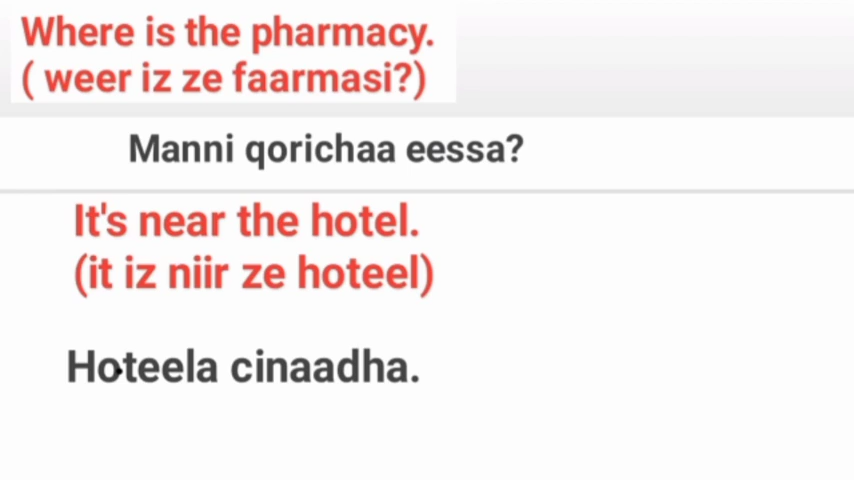 Where is the pharmacy.
( weer iz ze faarmasi?)
Manni qorichaa eessa?
It's near the hotel.
(it iz niir ze hoteel)
Hoteela cinaadha.